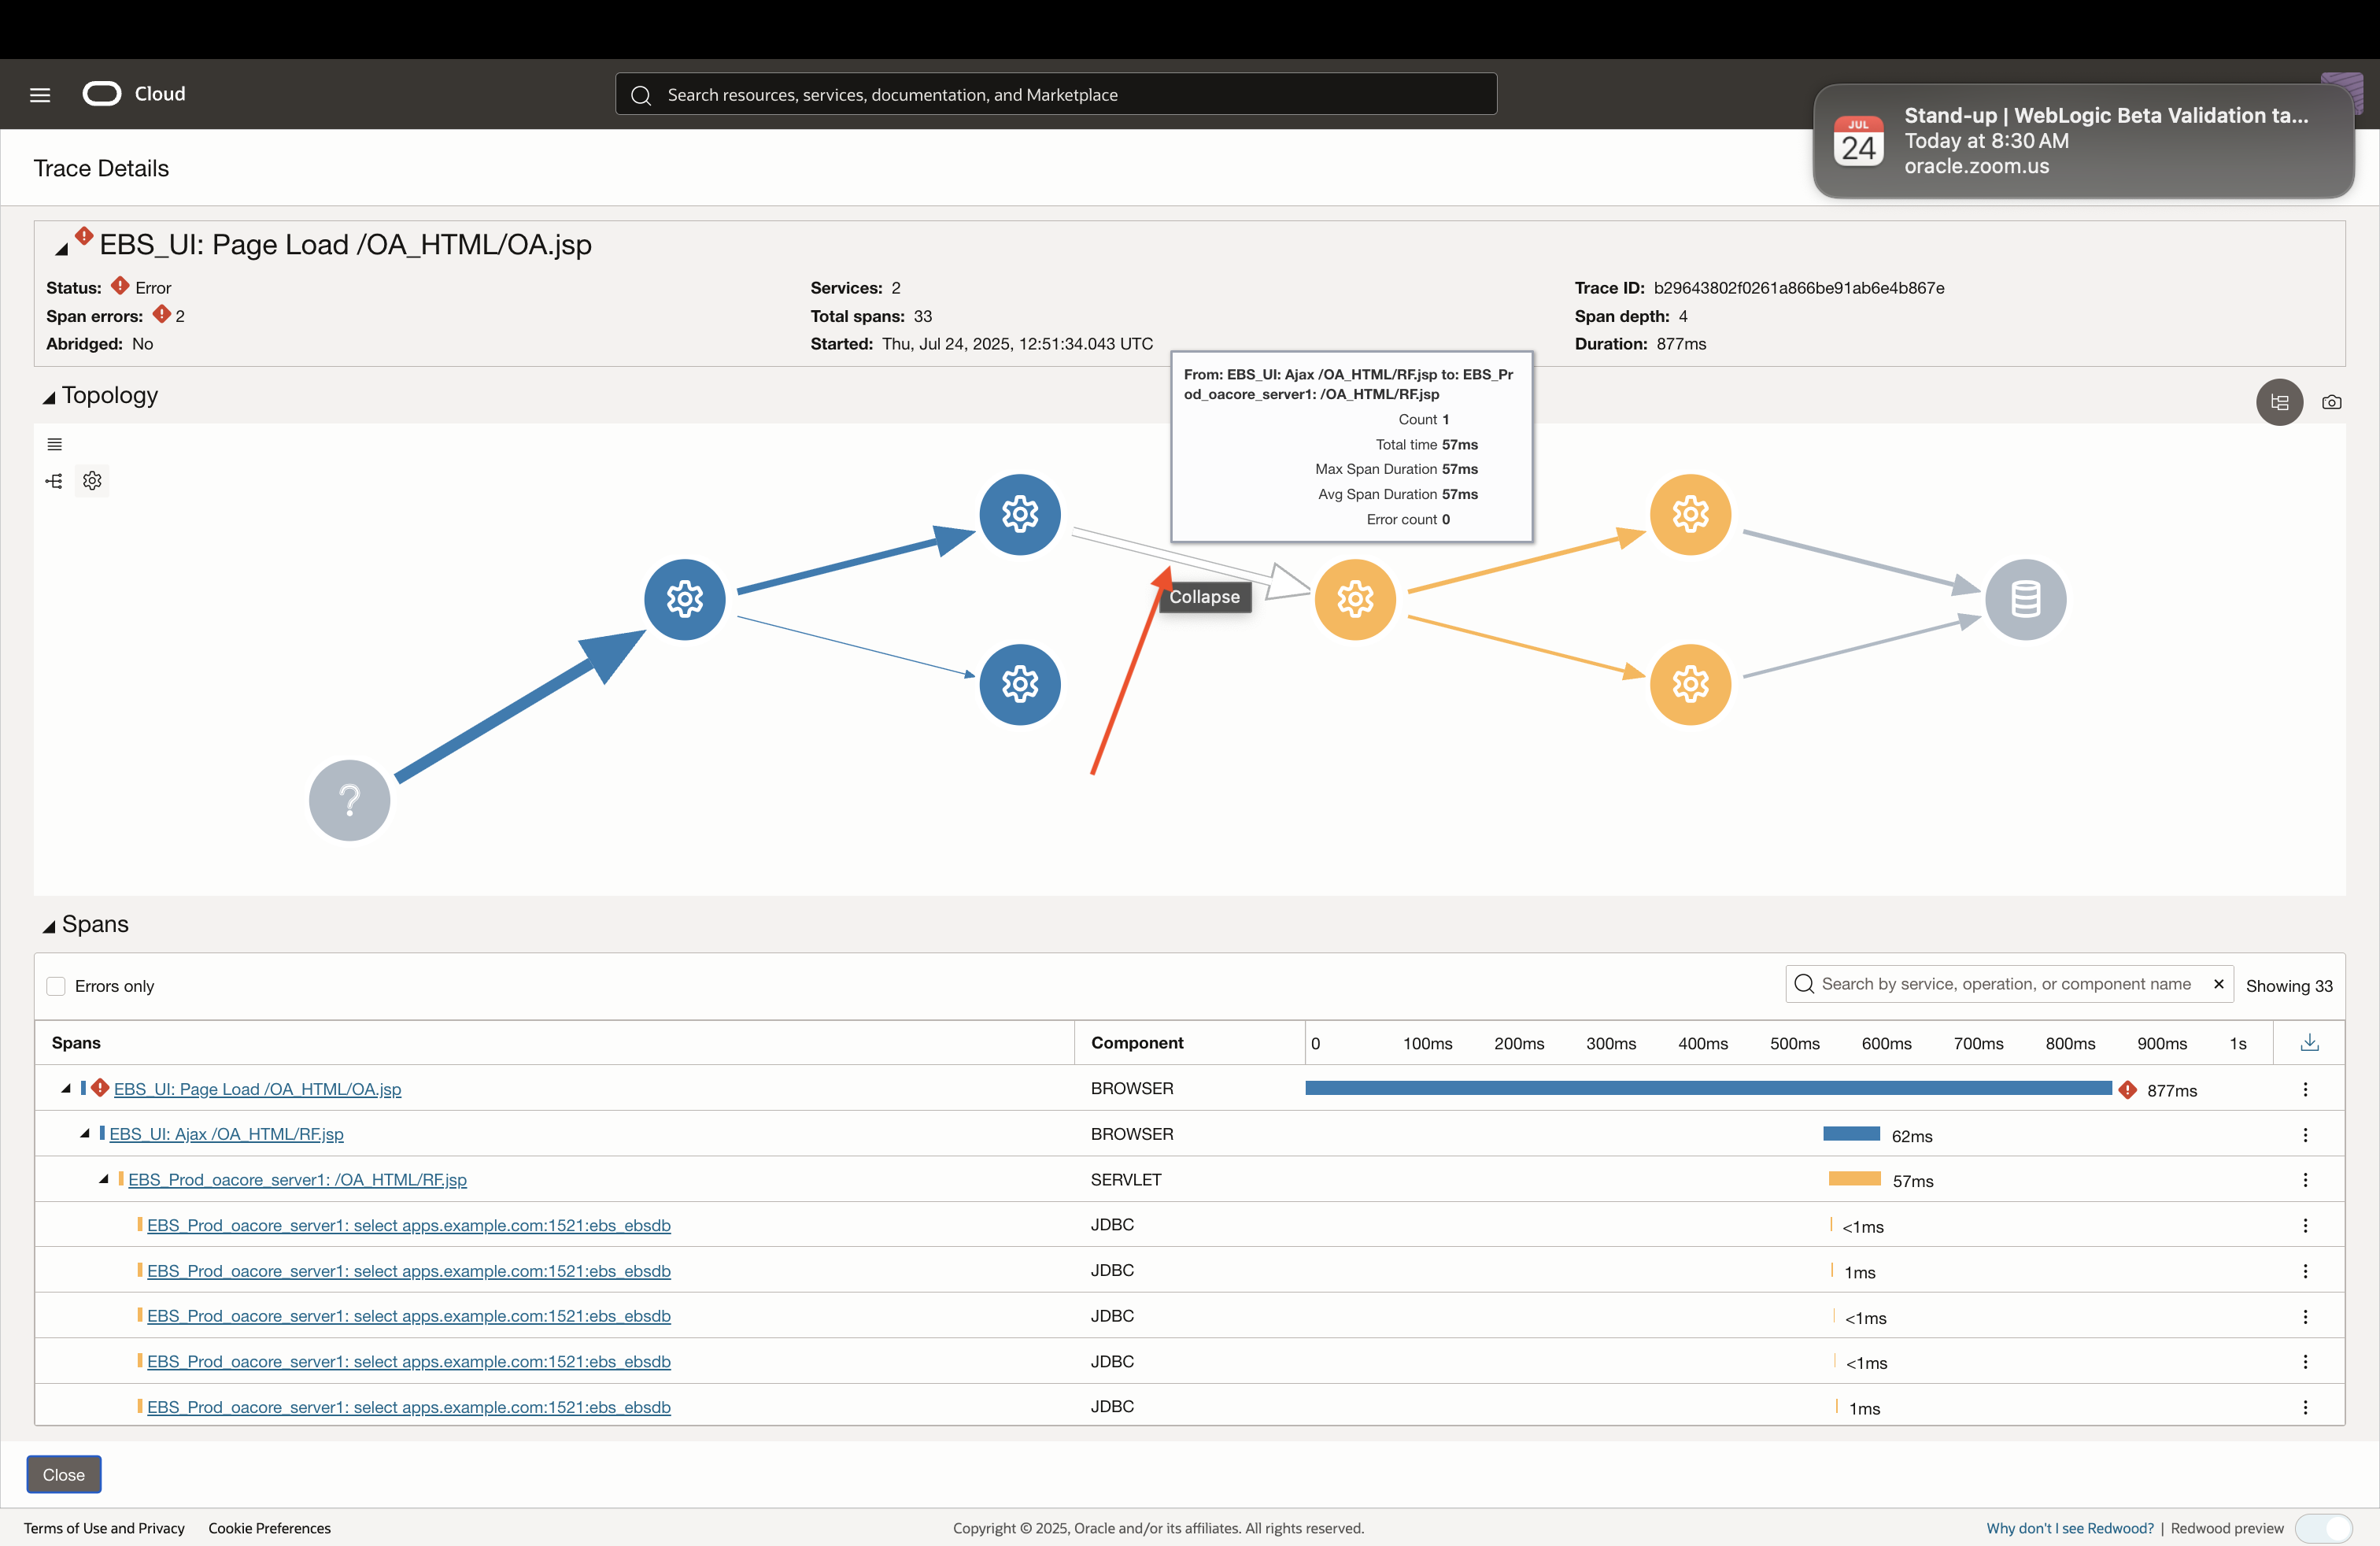 Cloud
Search resources, services, documentation, and Marketplace
JUL
24
Stand-up | WebLogic Beta Validation ta...
Today at 8:30 AM
oracle.zoom.us
Trace Details
EBS_UI: Page Load /OA_HTML/OA.jsp
Status: Error
Services: 2
Trace ID: b29643802f0261a866be91ab6e4b867e
Span errors: 2
Total spans: 33
Span depth: 4
Abridged: No
Started: Thu, Jul 24, 2025, 12:51:34.043 UTC
Duration: 877ms
Topology
From: EBS_UI: Ajax /OA_HTML/RF.jsp to: EBS_Pr
od_oacore_server1: /OA_HTML/RF.jsp
Count 1
Total time 57ms
Max Span Duration 57ms
Avg Span Duration 57ms
Error count 0
Collapse
?
Spans
Errors only
Search by service, operation, or component name
Showing 33
Spans Component 0 100ms 200ms 300ms 400ms 500ms 600ms 700ms 800ms 900ms 1s
EBS_UI: Page Load /OA_HTML/OA.jsp BROWSER 877ms
EBS_UI: Ajax /OA_HTML/RF.jsp BROWSER 62ms
EBS_Prod_oacore_server1: /OA_HTML/RF.jsp SERVLET 57ms
EBS_Prod_oacore_server1: select apps.example.com:1521:ebs_ebsdb JDBC <1ms
EBS_Prod_oacore_server1: select apps.example.com:1521:ebs_ebsdb JDBC 1ms
EBS_Prod_oacore_server1: select apps.example.com:1521:ebs_ebsdb JDBC <1ms
EBS_Prod_oacore_server1: select apps.example.com:1521:ebs_ebsdb JDBC <1ms
EBS_Prod_oacore_server1: select apps.example.com:1521:ebs_ebsdb JDBC 1ms
Close
Terms of Use and Privacy Cookie Preferences
Copyright © 2025, Oracle and/or its affiliates. All rights reserved.
Why don't I see Redwood? | Redwood preview